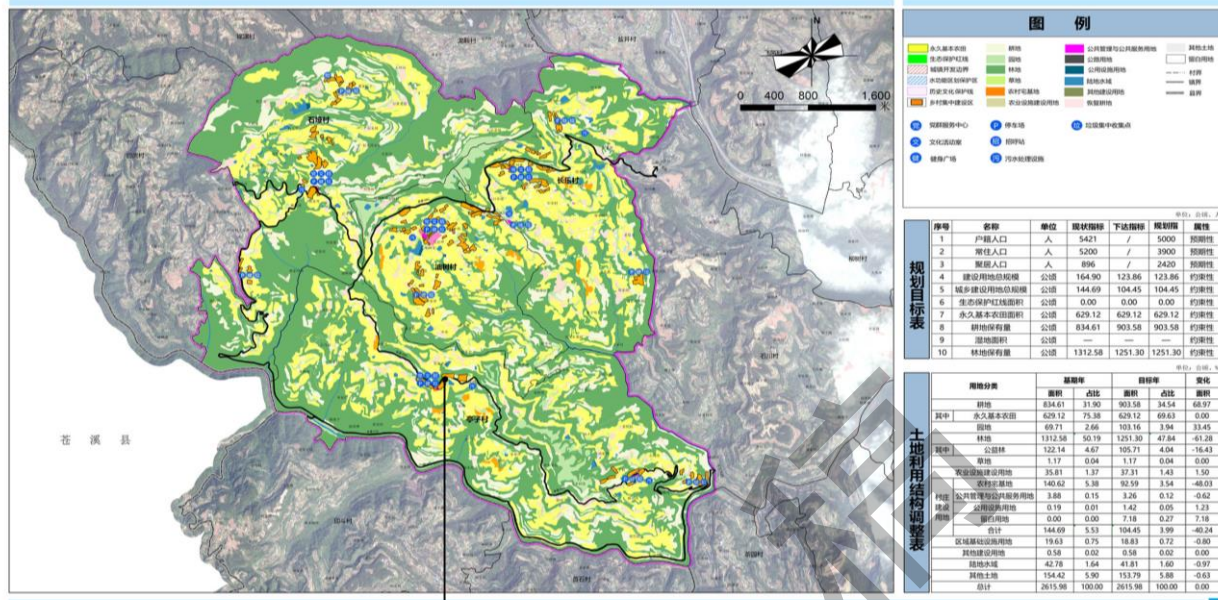 N
0 400 800 1,600
米
石坡村
长乐村
苍溪县
图 例
永久基本农田 耕地 公共管理与公共服务用地 其他土地
生态保护红线 园地 公路用地 留白用地
城镇开发边界 林地 公用设施用地 村界
草地 陆地水域 镇界
历史文化保护线 农村宅基地 其他建设用地 县界
乡村集中建设区 农业设施建设用地 恢复耕地
党群服务中心 停车场 垃圾集中收集点
文化活动室 招呼站
健身广场 污水处理设施
规划目标表
序号 名称 单位 现状指标 下达指标 规划指 属性
1 户籍人口 人 5421 / 5000 预期性
2 常住人口 人 5200 / 3900 预期性
3 聚居人口 人 896 / 2420 预期性
4 建设用地总规模 公顷 164.90 123.86 123.86 约束性
5 城乡建设用地总规模 公顷 144.69 104.45 104.45 约束性
6 生态保护红线面积 公顷 0.00 0.00 0.00 约束性
7 永久基本农田面积 公顷 629.12 629.12 629.12 约束性
8 耕地保有量 公顷 834.61 903.58 903.58 约束性
9 湿地面积 公顷 — — — 约束性
10 林地保有量 公顷 1312.58 1251.30 1251.30 约束性
土地利用结构调整表
用地分类 基期年 目标年 变化
面积 占比 面积 占比 面积
耕地 834.61 31.90 903.58 34.54 68.97
其中 永久基本农田 629.12 75.38 629.12 69.63 0.00
园地 69.71 2.66 103.16 3.94 33.45
林地 1312.58 50.19 1251.30 47.84 -61.28
其中 公益林 122.14 4.67 105.71 4.04 -16.43
草地 1.17 0.04 1.17 0.04 0.00
农业设施建设用地 35.81 1.37 37.31 1.43 1.50
村庄建设用地 农村宅基地 140.62 5.38 92.59 3.54 -48.03
公共管理与公共服务用地 3.88 0.15 3.26 0.12 -0.62
公用设施用地 0.19 0.01 1.42 0.05 1.23
留白用地 0.00 0.00 7.18 0.27 7.18
合计 144.69 5.53 104.45 3.99 -40.24
区域基础设施用地 19.63 0.75 18.83 0.72 -0.80
其他建设用地 0.58 0.02 0.58 0.02 0.00
陆地水域 42.78 1.64 41.81 1.60 -0.97
其他土地 154.42 5.90 153.79 5.88 -0.63
总计 2615.98 100.00 2615.98 100.00 0.00